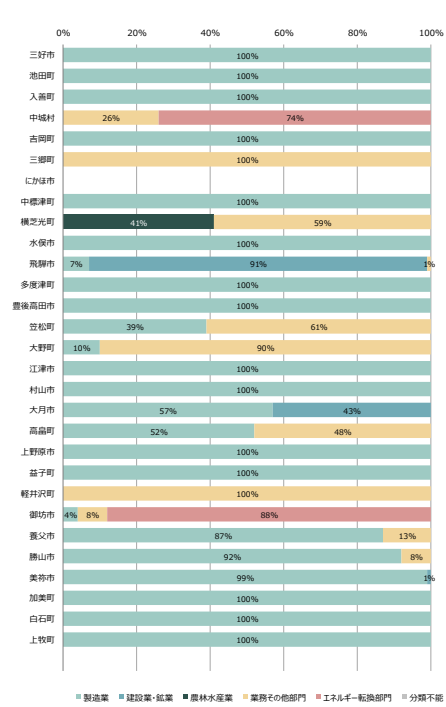 0% 20% 40% 60% 80% 100%
三好市 100%
池田町 100%
入善町 100%
中城村 26% 74%
吉岡町 100%
三郷町 100%
にかほ市
中標津町 100%
横芝光町 41% 59%
水俣市 100%
飛騨市 7% 91% 1%
多度津町 100%
豊後高田市 100%
笠松町 39% 61%
大野町 10% 90%
江津市 100%
村山市 100%
大月市 57% 43%
高畠町 52% 48%
上野原市 100%
益子町 100%
軽井沢町 100%
御坊市 4% 8% 88%
養父市 87% 13%
勝山市 92% 8%
美祢市 99% 1%
加美町 100%
白石町 100%
上牧町 100%
製造業 建設業・鉱業 農林水産業 業務その他部門 エネルギー転換部門 分類不能